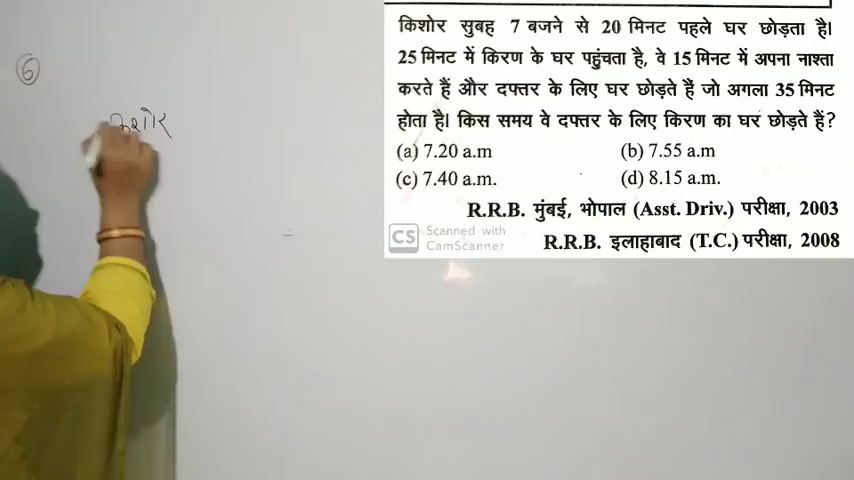 किशोर सुबह 7 बजने से 20 मिनट पहले घर छोड़ता है।
25 मिनट में किरण के घर पहुंचता है, वे 15 मिनट में अपना नाश्ता
करते हैं और दफ्तर के लिए घर छोड़ते हैं जो अगला 35 मिनट
होता है। किस समय वे दफ्तर के लिए किरण का घर छोड़ते हैं?
(a) 7.20 a.m (b) 7.55 a.m
(c) 7.40 a.m. (d) 8.15 a.m.
R.R.B. मुंबई, भोपाल (Asst. Driv.) परीक्षा, 2003
R.R.B. इलाहाबाद (T.C.) परीक्षा, 2008
CS Scanned with
CamScanner
6
किशोर